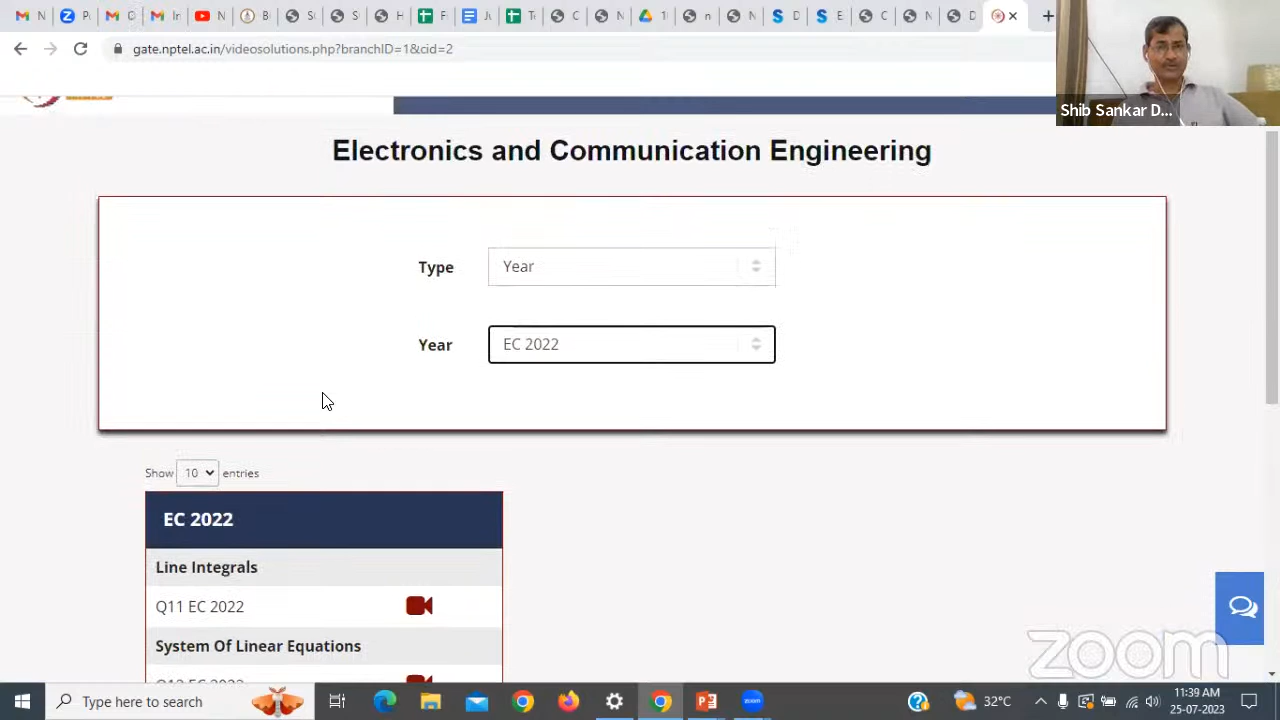 gate.nptel.ac.in/videosolutions.php?branchID=1&cid=2
Shib Sankar D...
Electronics and Communication Engineering
Type
Year
Year
EC 2022
Show 10 entries
EC 2022
Line Integrals
Q11 EC 2022
System Of Linear Equations
zoom
Type here to search
zoom
32°C
11:39 AM
25-07-2023